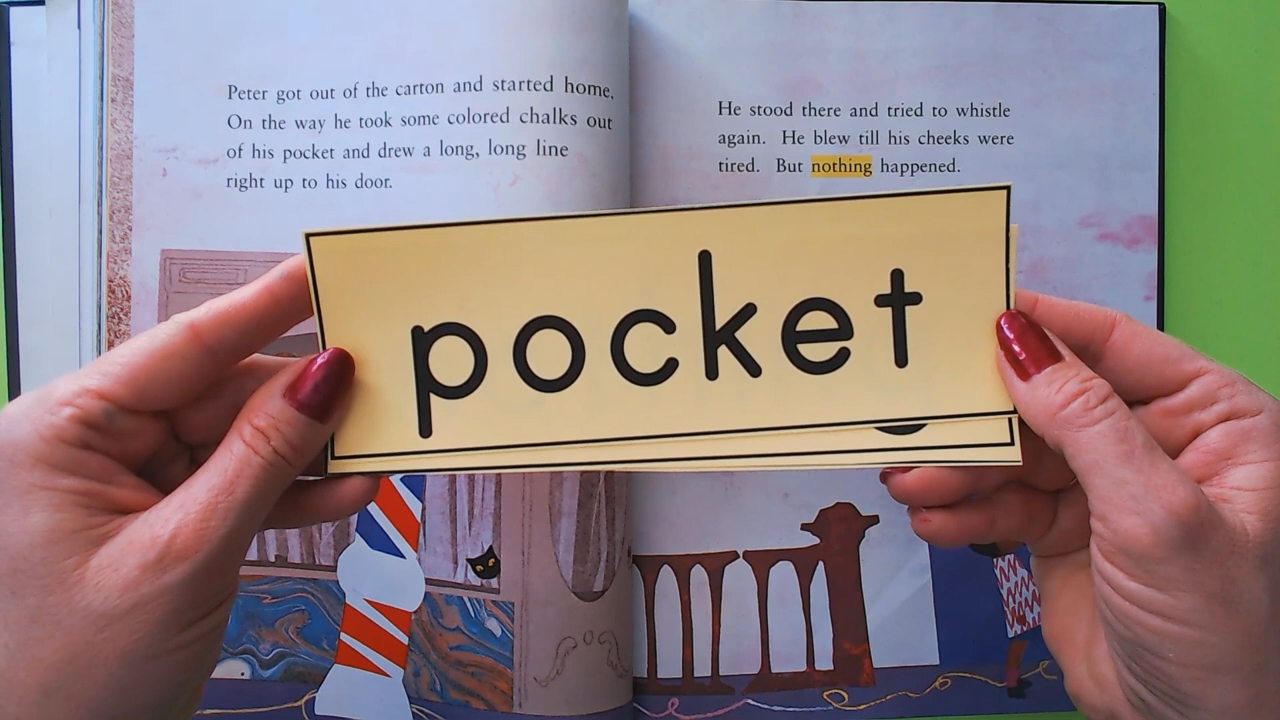 Peter got out of the carton and started home.
On the way he took some colored chalks out
of his pocket and drew a long, long line
right up to his door.
He stood there and tried to whistle
again. He blew till his cheeks were
tired. But nothing happened.
pocket